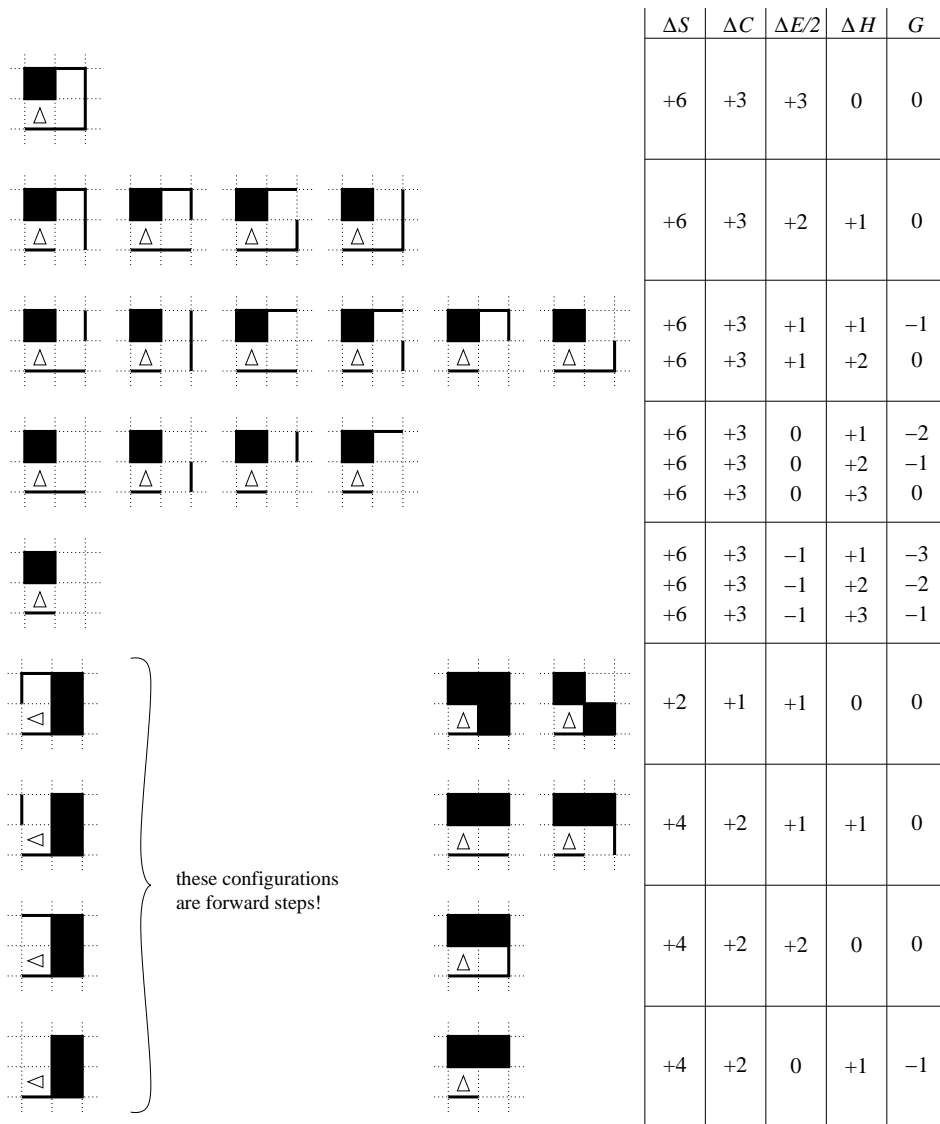 ΔS ΔC ΔE/2 ΔH G
+6 +3 +3 0 0
+6 +3 +2 +1 0
+6 +3 +1 +1 −1
+6 +3 +1 +2 0
+6 +3 0 +1 −2
+6 +3 0 +2 −1
+6 +3 0 +3 0
+6 +3 −1 +1 −3
+6 +3 −1 +2 −2
+6 +3 −1 +3 −1
+2 +1 +1 0 0
+4 +2 +1 +1 0
these configurations
are forward steps!
+4 +2 +2 0 0
+4 +2 0 +1 −1